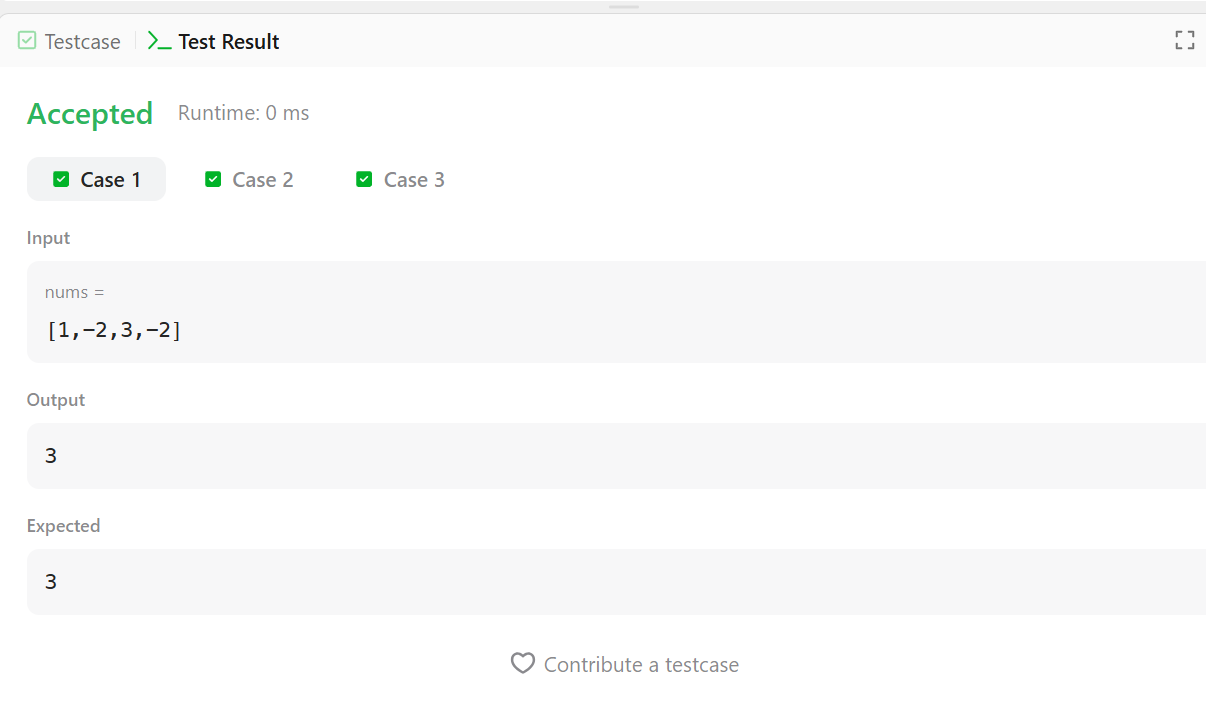 Testcase Test Result
Accepted Runtime: 0 ms
Case 1 Case 2 Case 3
Input
nums =
[1,-2,3,-2]
Output
3
Expected
3
Contribute a testcase